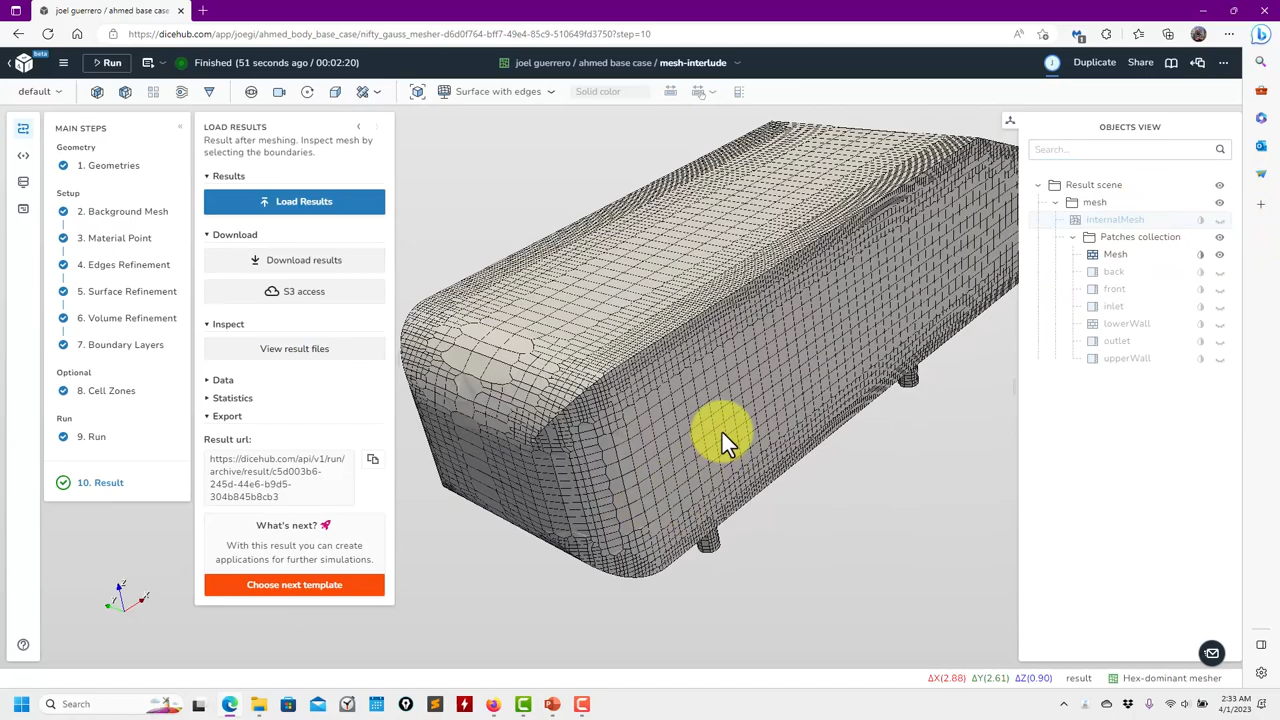 joel guerrero / ahmed base case
https://dicehub.com/app/joegi/ahmed_body_base_case/nifty_gauss_mesher-d6d0f764-bff7-49e4-85c9-510649fd3750?step=10
Beta
Run
Finished (51 seconds ago / 00:02:20)
joel guerrero / ahmed base case / mesh-interlude
J
Duplicate
Share
default
Surface with edges
Solid color
MAIN STEPS
Geometry
1. Geometries
Setup
2. Background Mesh
3. Material Point
4. Edges Refinement
5. Surface Refinement
6. Volume Refinement
7. Boundary Layers
Optional
8. Cell Zones
Run
9. Run
10. Result
LOAD RESULTS
Result after meshing. Inspect mesh by
selecting the boundaries.
Results
Load Results
Download
Download results
S3 access
Inspect
View result files
Data
Statistics
Export
Result url:
https://dicehub.com/api/v1/run/
archive/result/c5d003b6-
245d-44e6-b9d5-
304b845b8cb3
What's next? 🚀
With this result you can create
applications for further simulations.
Choose next template
Z
Y
X
OBJECTS VIEW
Search...
Result scene
mesh
internalMesh
Patches collection
Mesh
back
front
inlet
lowerWall
outlet
upperWall
ΔX(2.88) ΔY(2.61) ΔZ(0.90) result Hex-dominant mesher
Search
2:33 AM
4/1/2023